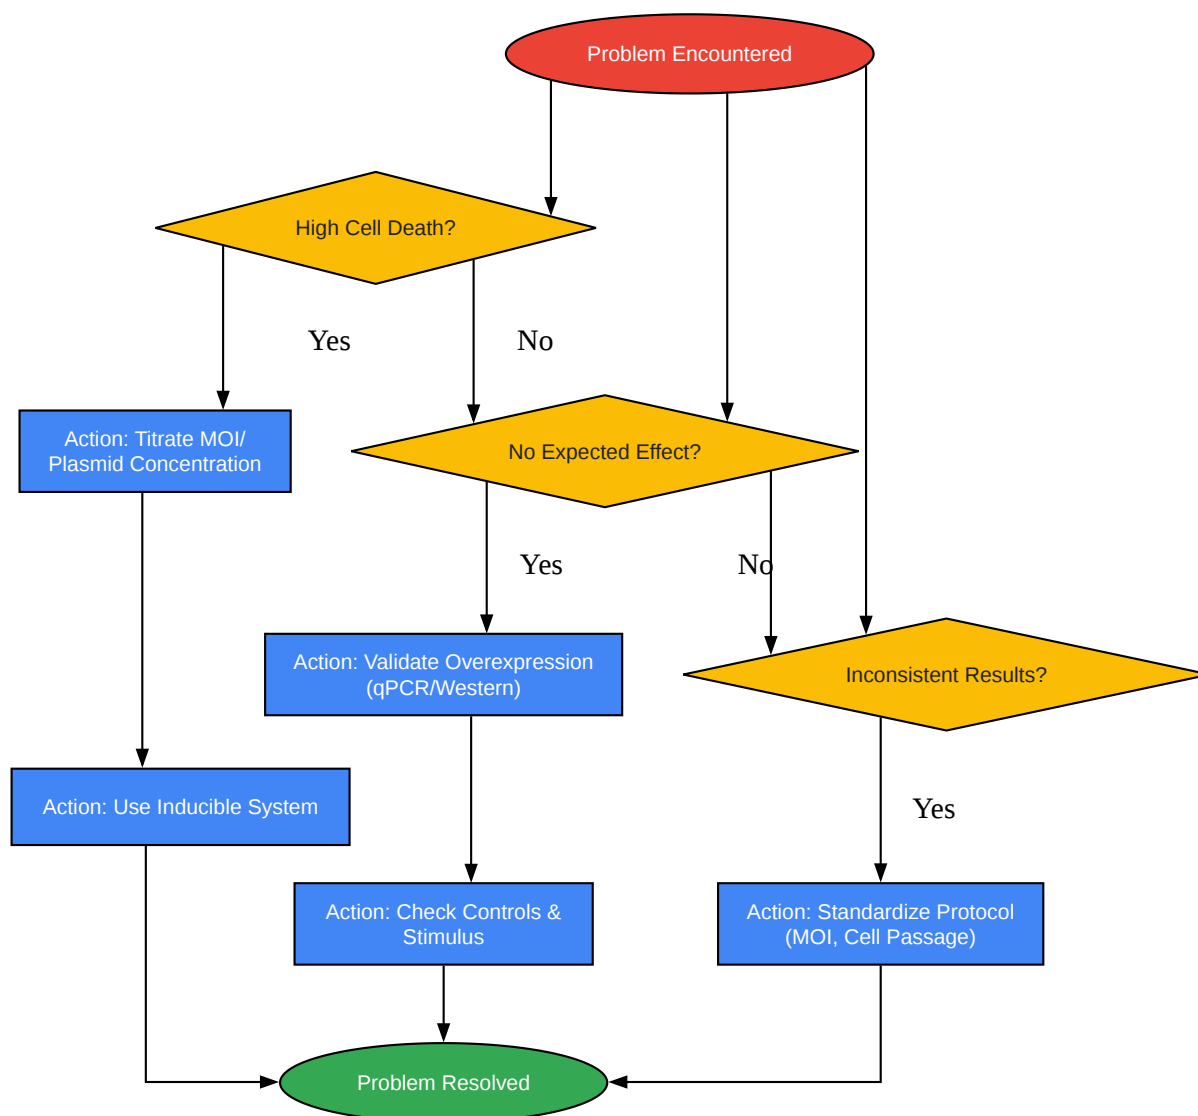 Problem Encountered
High Cell Death?
Yes
No
Action: Titrate MOI/
Plasmid Concentration
No Expected Effect?
Yes
No
Action: Validate Overexpression
(qPCR/Western)
Inconsistent Results?
Action: Use Inducible System
Yes
Action: Check Controls &
Stimulus
Action: Standardize Protocol
(MOI, Cell Passage)
Problem Resolved